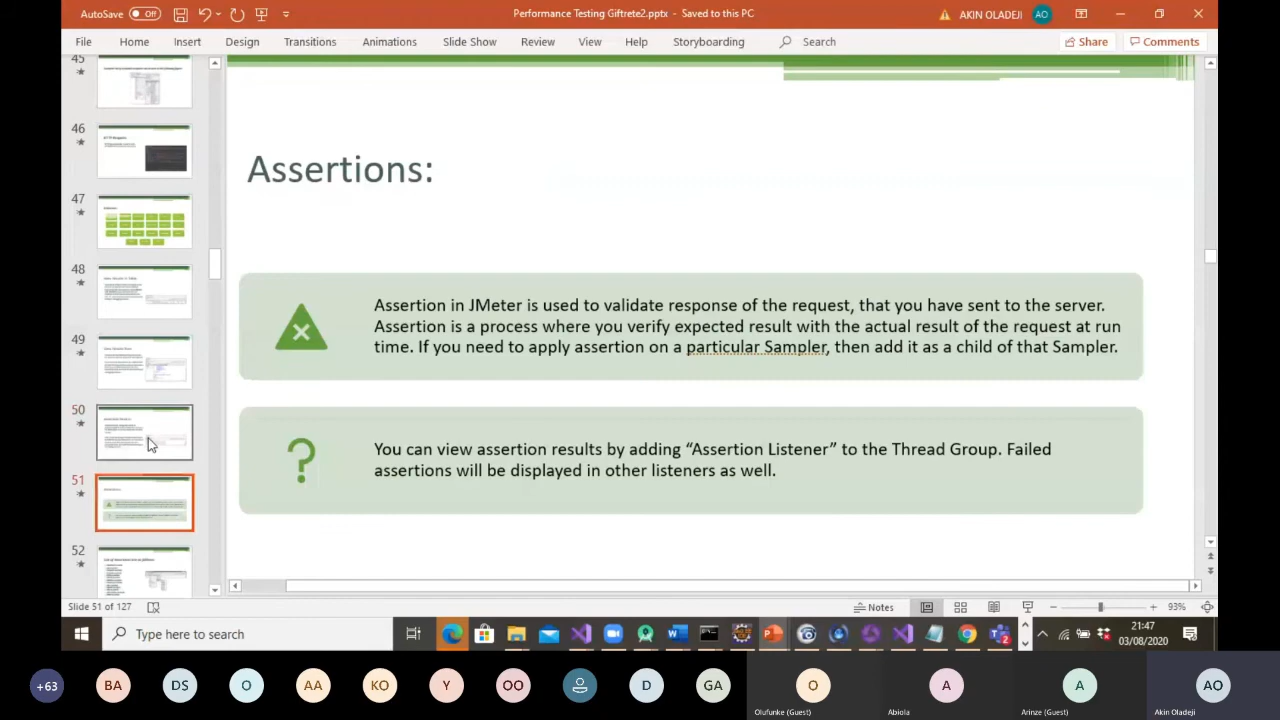 AutoSave Off
Performance Testing Giftrete2.pptx - Saved to this PC
AKIN OLADEJI AO
File Home Insert Design Transitions Animations Slide Show Review View Help Storyboarding Search Share Comments
45
46
47
48
49
50
51
52
Assertions:
Assertion in JMeter is used to validate response of the request, that you have sent to the server.
Assertion is a process where you verify expected result with the actual result of the request at run
time. If you need to apply assertion on a particular Sampler, then add it as a child of that Sampler.
You can view assertion results by adding “Assertion Listener” to the Thread Group. Failed
assertions will be displayed in other listeners as well.
Slide 51 of 127
Notes
93%
Type here to search
21:47
03/08/2020
+63 BA DS O AA KO Y OO D GA O A A AO
Olufunke (Guest) Abiola Arinze (Guest) Akin Oladeji